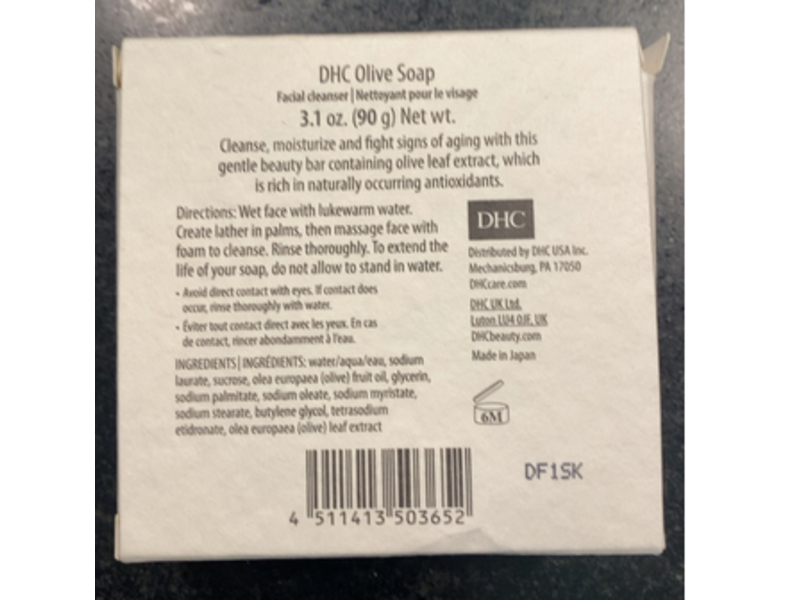 DHC Olive Soap
Facial cleanser | Nettoyant pour le visage
3.1 oz. (90 g) Net wt.
Cleanse, moisturize and fight signs of aging with this
gentle beauty bar containing olive leaf extract, which
is rich in naturally occurring antioxidants.
Directions: Wet face with lukewarm water.
Create lather in palms, then massage face with
foam to cleanse. Rinse thoroughly. To extend the
life of your soap, do not allow to stand in water.
• Avoid direct contact with eyes. If contact does
occur, rinse thoroughly with water.
• Éviter tout contact direct avec les yeux. En cas
de contact, rincer abondamment à l'eau.
INGREDIENTS | INGRÉDIENTS: water/aqua/eau, sodium
laurate, sucrose, olea europaea (olive) fruit oil, glycerin,
sodium palmitate, sodium oleate, sodium myristate,
sodium stearate, butylene glycol, tetrasodium
etidronate, olea europaea (olive) leaf extract
DHC
Distributed by DHC USA Inc.
Mechanicsburg, PA 17050
DHCcare.com
DHC UK Ltd.
Luton LU4 0JF, UK
DHCbeauty.com
Made in Japan
6M
DF1SK
4 511413 503652